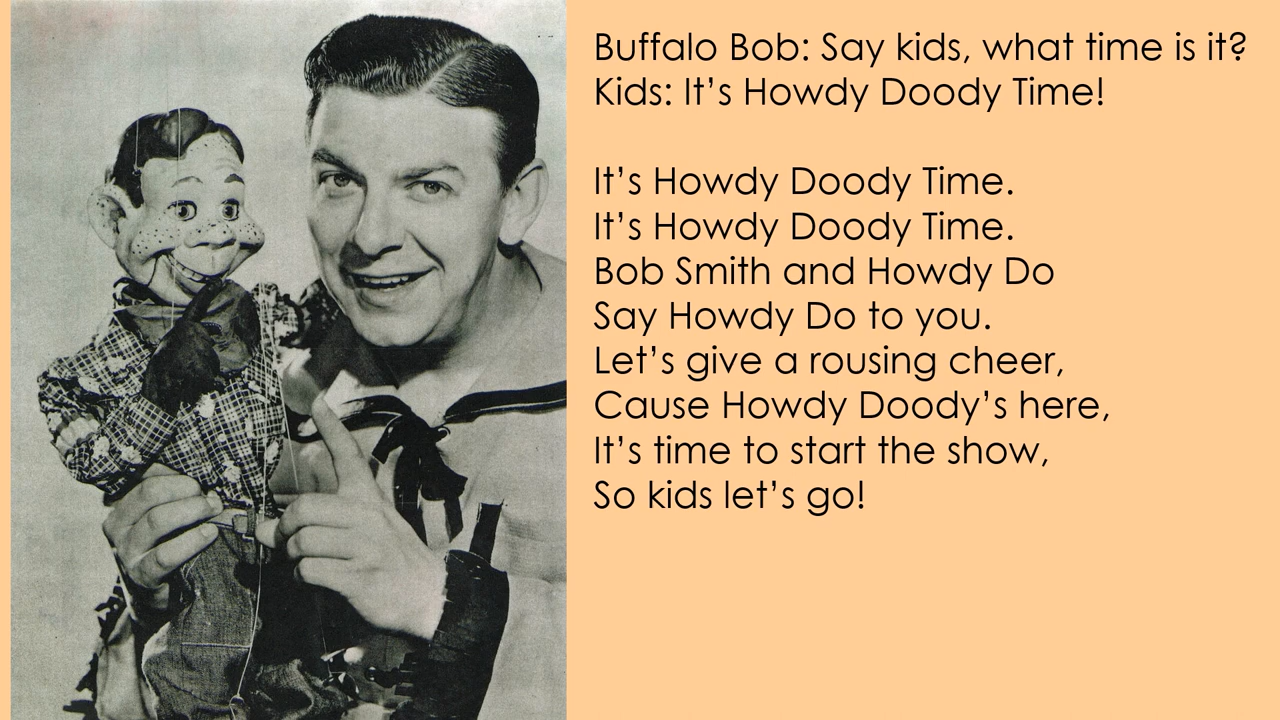 Buffalo Bob: Say kids, what time is it?
Kids: It’s Howdy Doody Time!
It’s Howdy Doody Time.
It’s Howdy Doody Time.
Bob Smith and Howdy Do
Say Howdy Do to you.
Let’s give a rousing cheer,
Cause Howdy Doody’s here,
It’s time to start the show,
So kids let’s go!